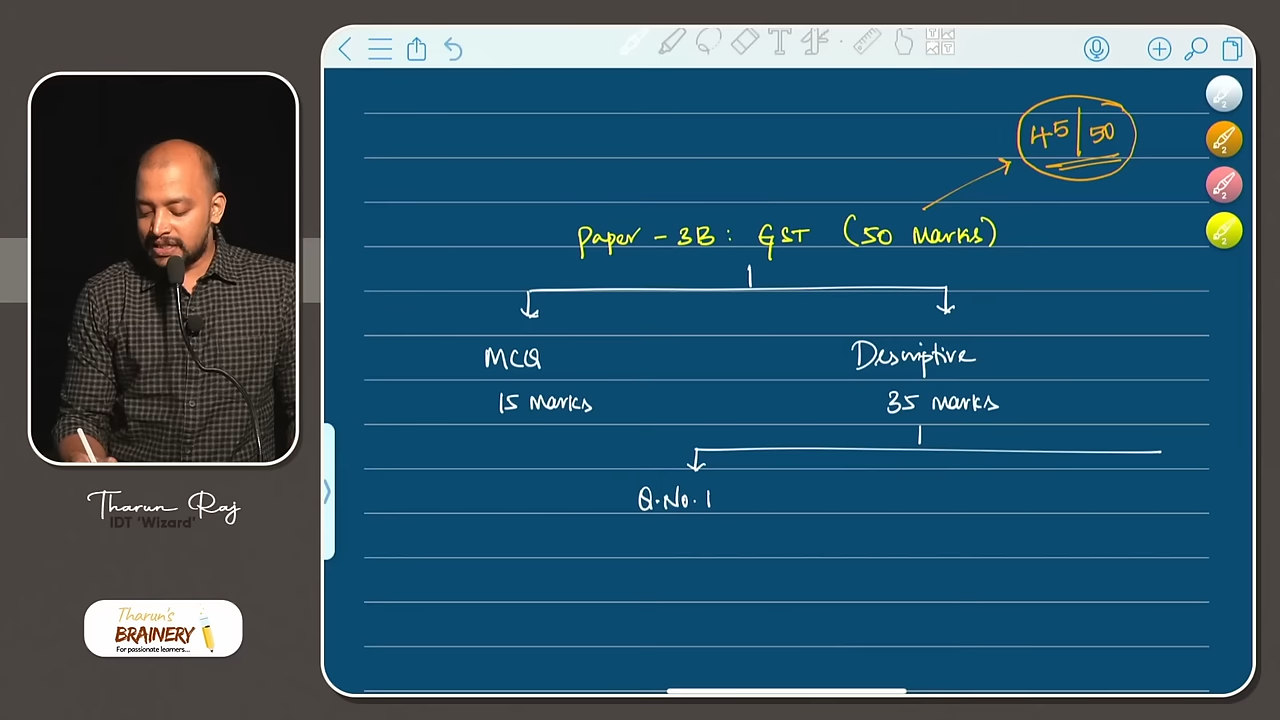 45 | 50
Paper - 3B: GST (50 Marks)
MCQ
Descriptive
15 Marks
35 marks
Q.No.1
Tharun Raj
IDT 'Wizard'
Tharun's
BRAINERY
For passionate learners...